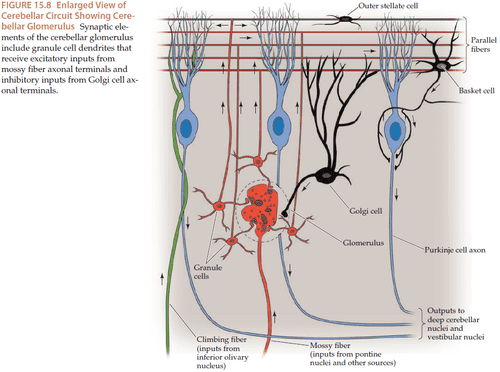 FIGURE 15.8 Enlarged View of
Cerebellar Circuit Showing Cere-
bellar Glomerulus Synaptic ele-
ments of the cerebellar glomerulus
include granule cell dendrites that
receive excitatory inputs from
mossy fiber axonal terminals and
inhibitory inputs from Golgi cell ax-
onal terminals.
Outer stellate cell
Parallel
fibers
Basket cell
Golgi cell
Glomerulus
Purkinje cell axon
Granule
cells
Outputs to
deep cerebellar
nuclei and
vestibular nuclei
Climbing fiber
(inputs from
inferior olivary
nucleus)
Mossy fiber
(inputs from pontine
nuclei and other sources)